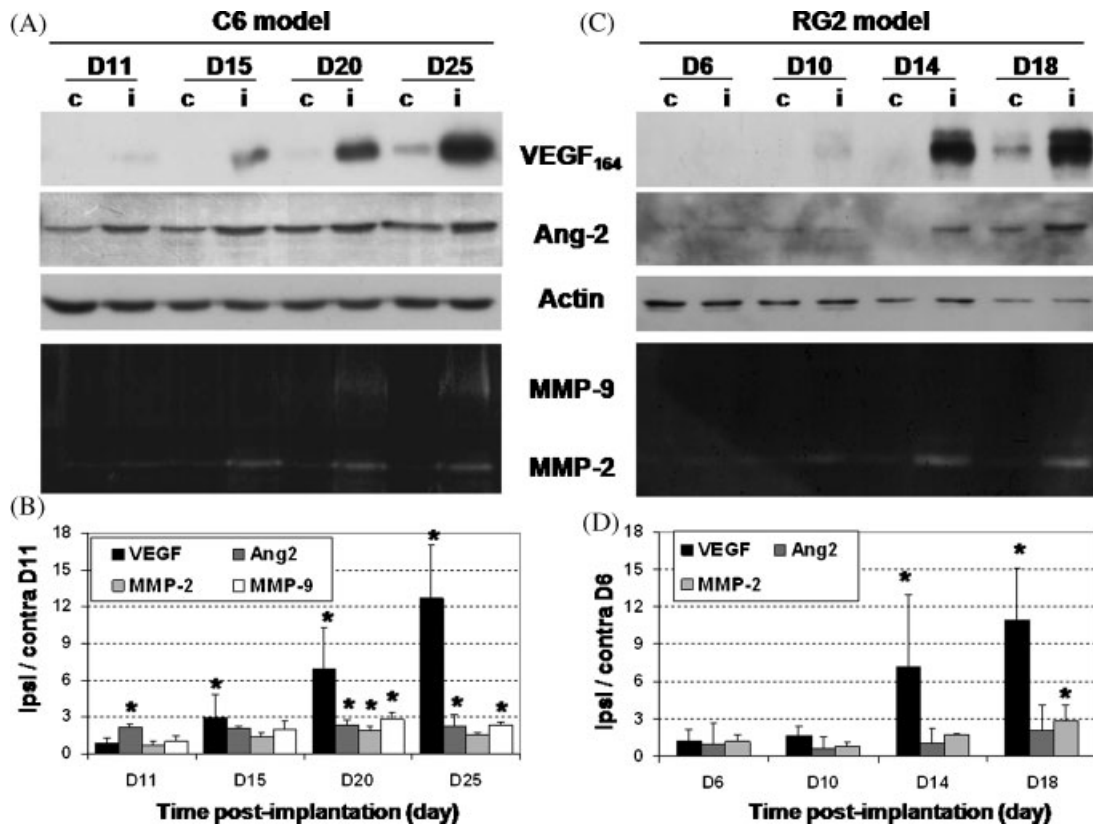 (A) C6 model
D11 D15 D20 D25
c i c i c i c i
(C) RG2 model
D6 D10 D14 D18
c i c i c i c i
VEGF164
Ang-2
Actin
MMP-9
MMP-2
(B)
Ipsi / contra D11
18
15
12
9
6
3
0
VEGF Ang2
MMP-2 MMP-9
* * * * * * * * *
D11 D15 D20 D25
Time post-implantation (day)
(D)
Ipsi / contra D6
18
15
12
9
6
3
0
VEGF Ang2
MMP-2
* * *
D6 D10 D14 D18
Time post-implantation (day)